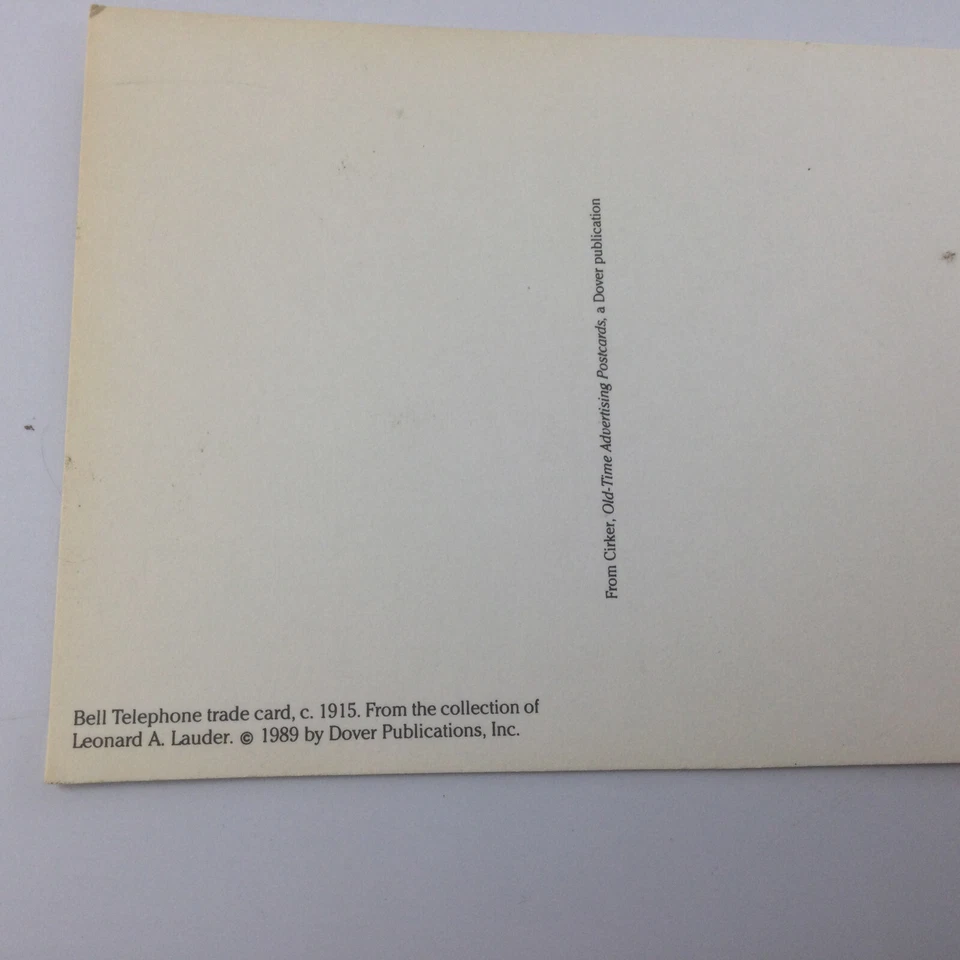 From Cirker, Old-Time Advertising Postcards, a Dover publication
Bell Telephone trade card, c. 1915. From the collection of
Leonard A. Lauder. © 1989 by Dover Publications, Inc.